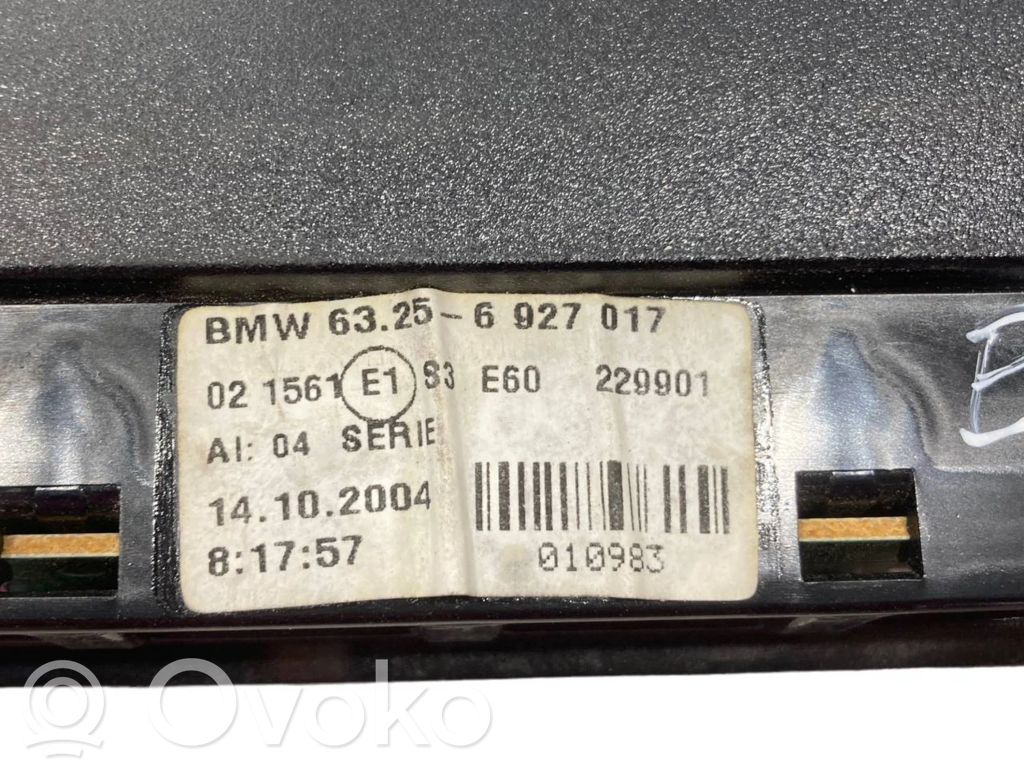 BMW 63.25-6 927 017
02 1561 E1 83 E60 229901
AI: 04 SERIE
14.10.2004
8:17:57
010983
B
Ovoko